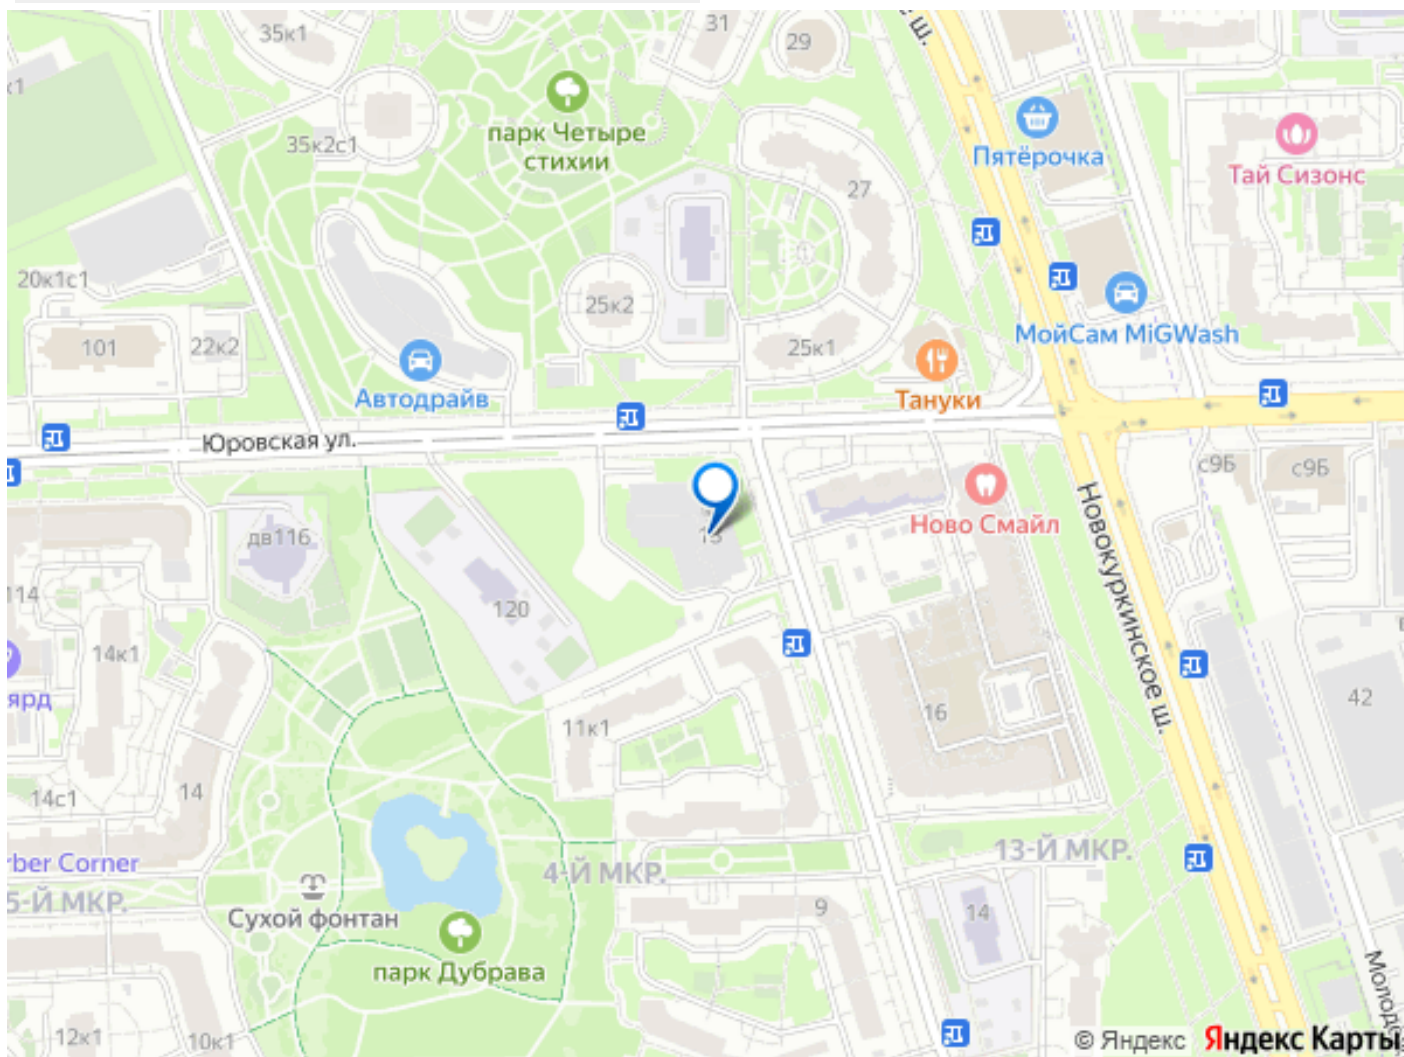 31
35к1
29
е ш.
к1
парк Четыре
стихии
35к2с1
Пятёрочка
Тай Сизонс
27
20к1с1
25к2
МойСам MiGWash
101
22к2
25к1
Автодрайв
Тануки
Юровская ул.
с9Б
с9Б
Ново Смайл
дв116
Новокуркинское ш.
114
120
14к1
ярд
42
11к1
16
14с1
14
13-Й МКР.
rber Corner
4-Й МКР.
5-Й МКР.
9
14
Сухой фонтан
парк Дубрава
Молодо
12к1
10к1
© Яндекс Яндекс Карты